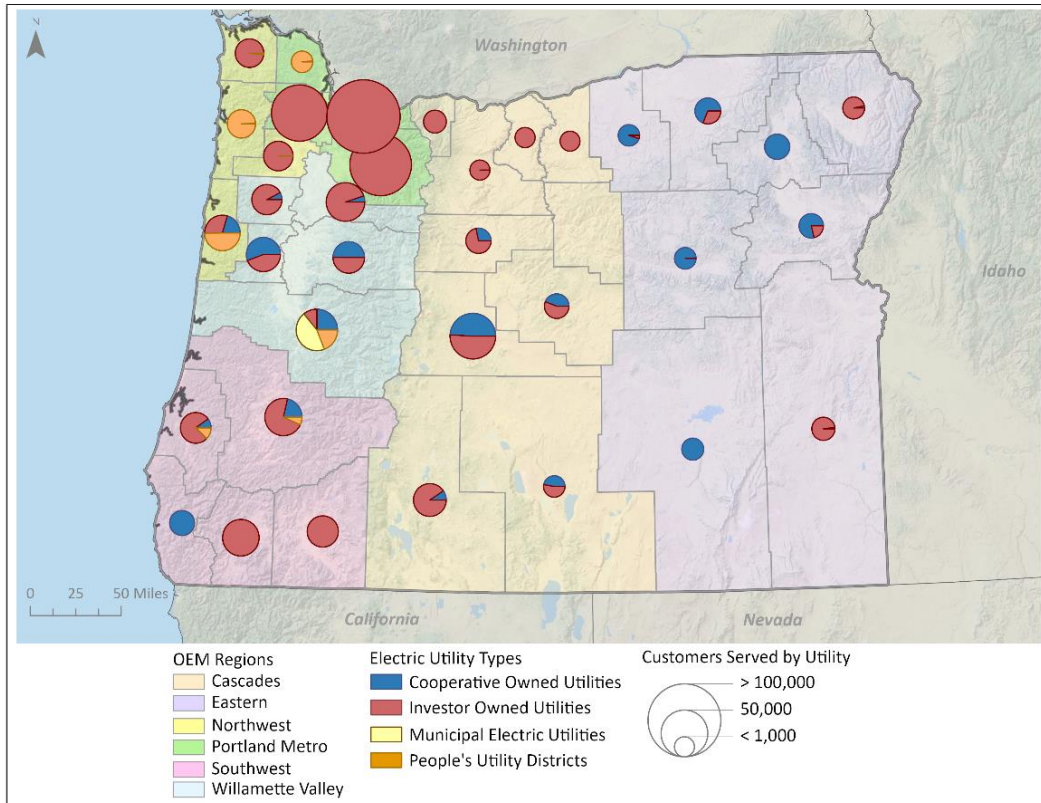 N
Washington
Idaho
0 25 50 Miles
California
Nevada
OEM Regions
Cascades
Eastern
Northwest
Portland Metro
Southwest
Willamette Valley
Electric Utility Types
Cooperative Owned Utilities
Investor Owned Utilities
Municipal Electric Utilities
People's Utility Districts
Customers Served by Utility
> 100,000
50,000
< 1,000